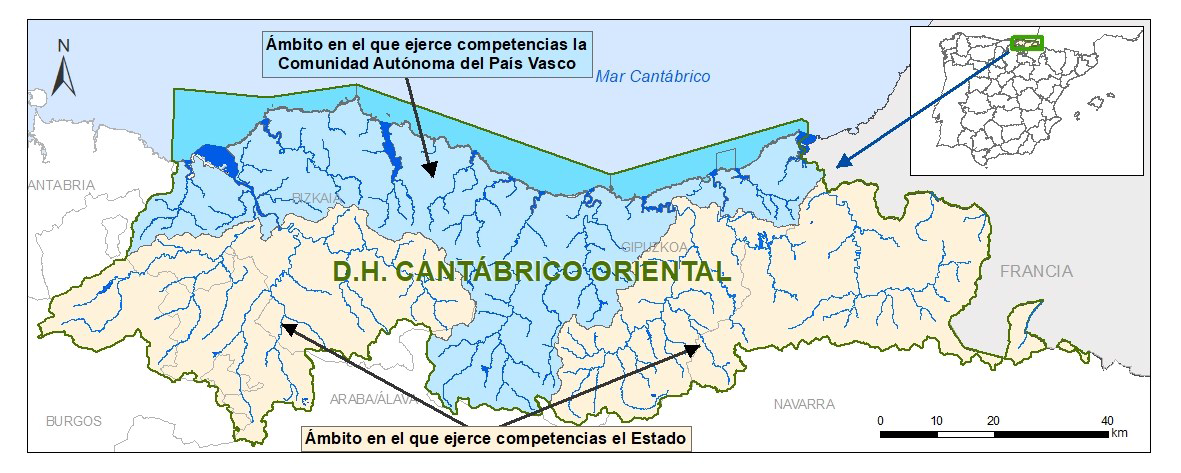 N
Ámbito en el que ejerce competencias la
Comunidad Autónoma del País Vasco
Mar Cantábrico
ANTABRIA
BIZKAIA
GIPUZKOA
D.H. CANTÁBRICO ORIENTAL
FRANCIA
ARABA/ÁLAVA
NAVARRA
BURGOS
Ámbito en el que ejerce competencias el Estado
0 10 20 40
km